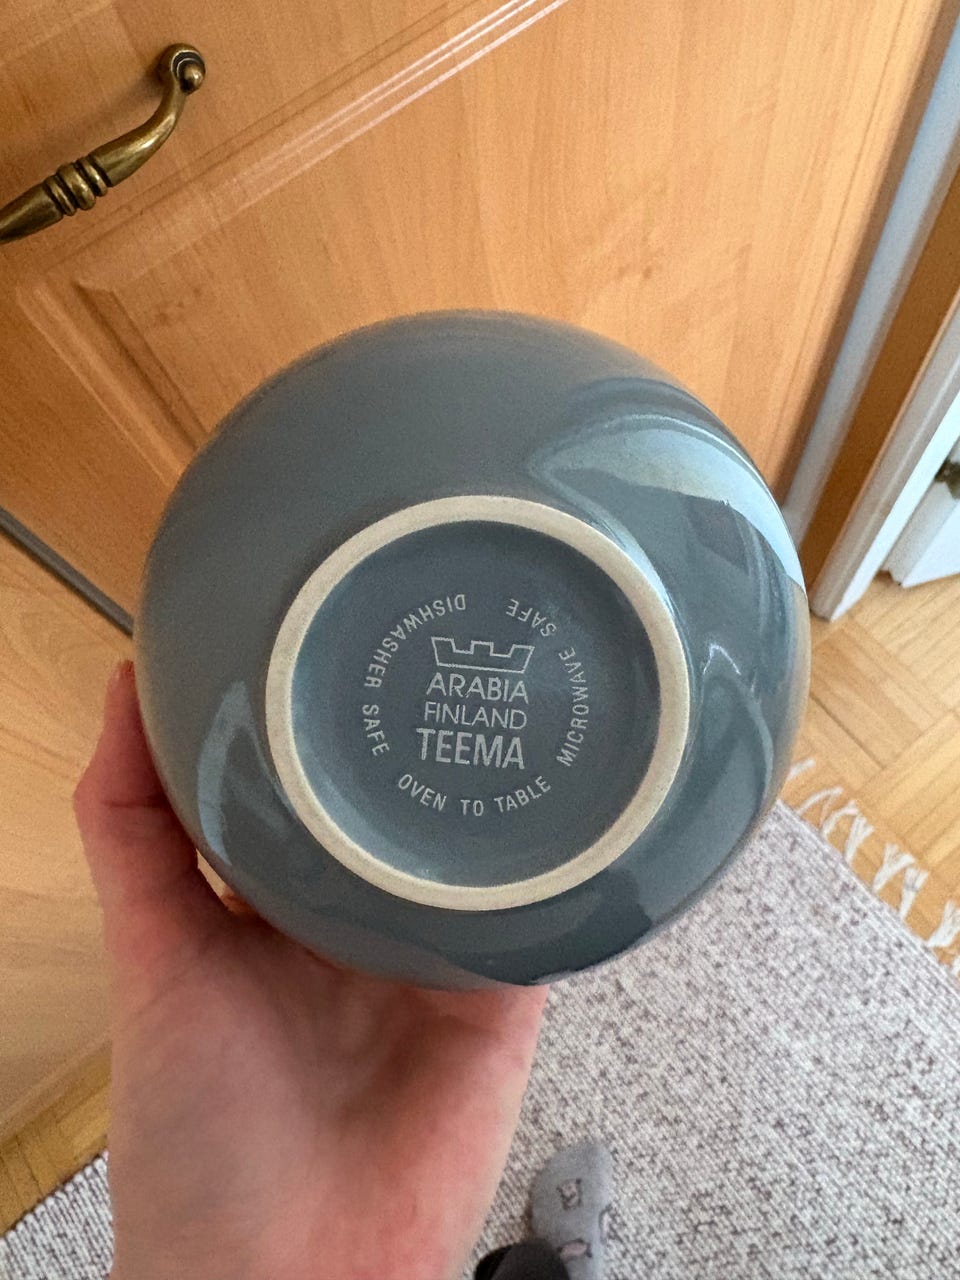 ARABIA
FINLAND
TEEMA
DISHWASHER SAFE
OVEN TO TABLE
MICROWAVE SAFE